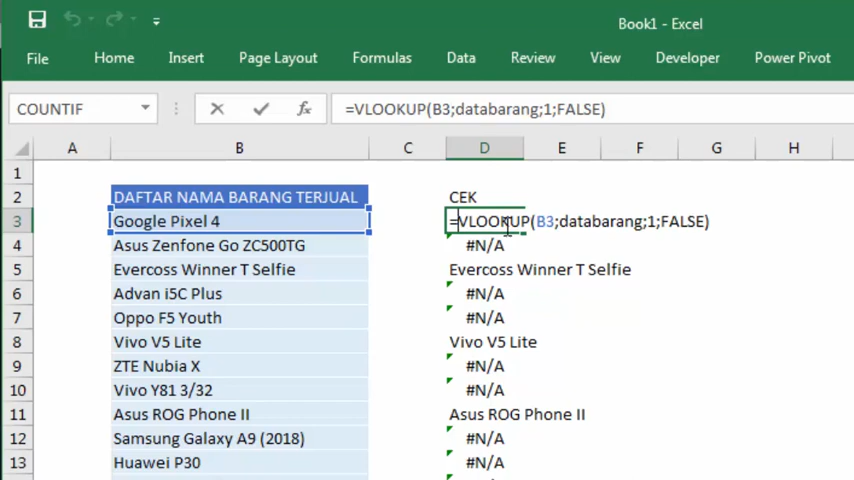 Book1 - Excel
File Home Insert Page Layout Formulas Data Review View Developer Power Pivot
COUNTIF fx =VLOOKUP(B3;databarang;1;FALSE)
A B C D E F G H
1
2 DAFTAR NAMA BARANG TERJUAL CEK
3 Google Pixel 4 =VLOOKUP(B3;databarang;1;FALSE)
4 Asus Zenfone Go ZC500TG #N/A
5 Evercoss Winner T Selfie Evercoss Winner T Selfie
6 Advan i5C Plus #N/A
7 Oppo F5 Youth #N/A
8 Vivo V5 Lite Vivo V5 Lite
9 ZTE Nubia X #N/A
10 Vivo Y81 3/32 #N/A
11 Asus ROG Phone II Asus ROG Phone II
12 Samsung Galaxy A9 (2018) #N/A
13 Huawei P30 #N/A